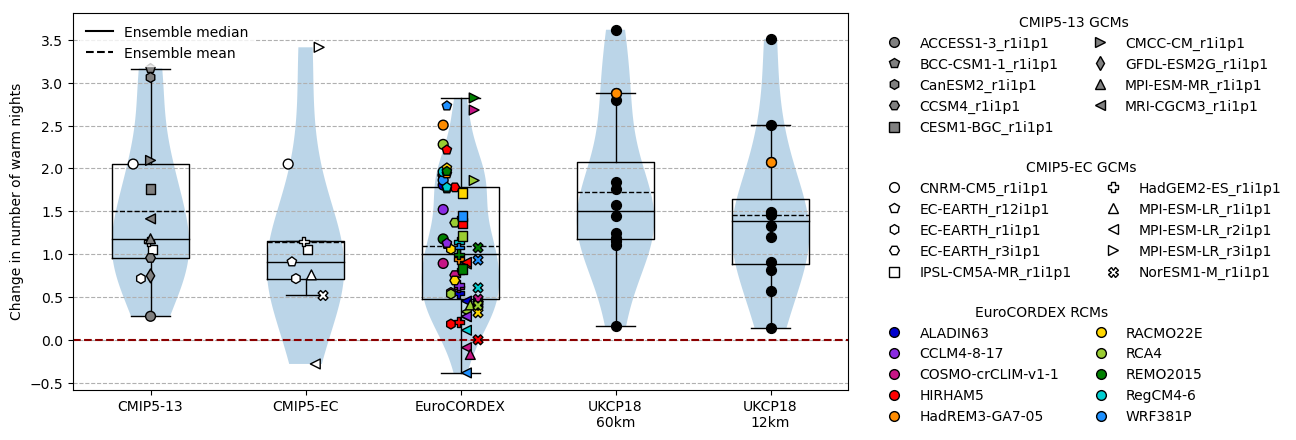 Ensemble median
Ensemble mean
Change in number of warm nights
3.5
3.0
2.5
2.0
1.5
1.0
0.5
0.0
−0.5
CMIP5-13
CMIP5-EC
EuroCORDEX
UKCP18
60km
UKCP18
12km
CMIP5-13 GCMs
ACCESS1-3_r1i1p1
BCC-CSM1-1_r1i1p1
CanESM2_r1i1p1
CCSM4_r1i1p1
CESM1-BGC_r1i1p1
CMCC-CM_r1i1p1
GFDL-ESM2G_r1i1p1
MPI-ESM-MR_r1i1p1
MRI-CGCM3_r1i1p1
CMIP5-EC GCMs
CNRM-CM5_r1i1p1
EC-EARTH_r12i1p1
EC-EARTH_r1i1p1
EC-EARTH_r3i1p1
IPSL-CM5A-MR_r1i1p1
HadGEM2-ES_r1i1p1
MPI-ESM-LR_r1i1p1
MPI-ESM-LR_r2i1p1
MPI-ESM-LR_r3i1p1
NorESM1-M_r1i1p1
EuroCORDEX RCMs
ALADIN63
CCLM4-8-17
COSMO-crCLIM-v1-1
HIRHAM5
HadREM3-GA7-05
RACMO22E
RCA4
REMO2015
RegCM4-6
WRF381P